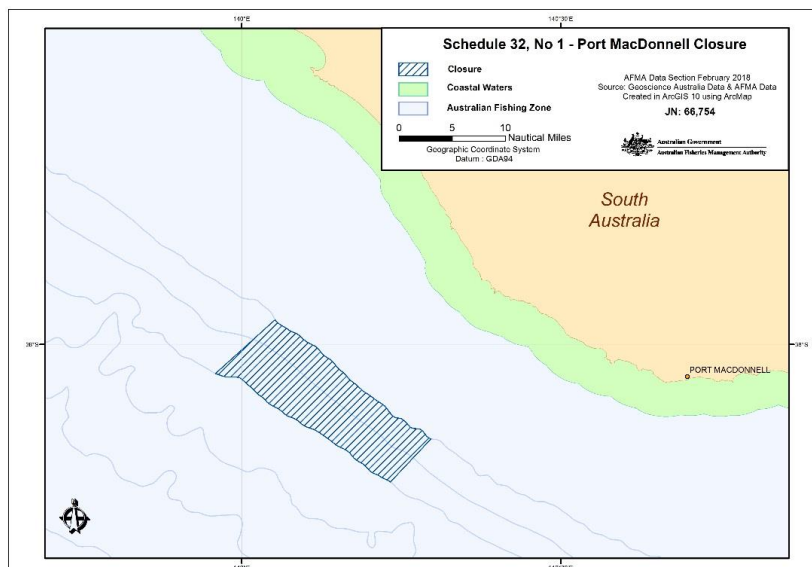 140°E
140°30'E
Schedule 32, No 1 - Port MacDonnell Closure
Closure
Coastal Waters
Australian Fishing Zone
0 5 10
Nautical Miles
Geographic Coordinate System
Datum : GDA94
AFMA Data Section February 2018
Source: Geoscience Australia Data & AFMA Data
Created in ArcGIS 10 using ArcMap
JN: 66,754
Australian Government
Australian Fisheries Management Authority
South
Australia
38°S
38°S
PORT MACDONNELL
140°E